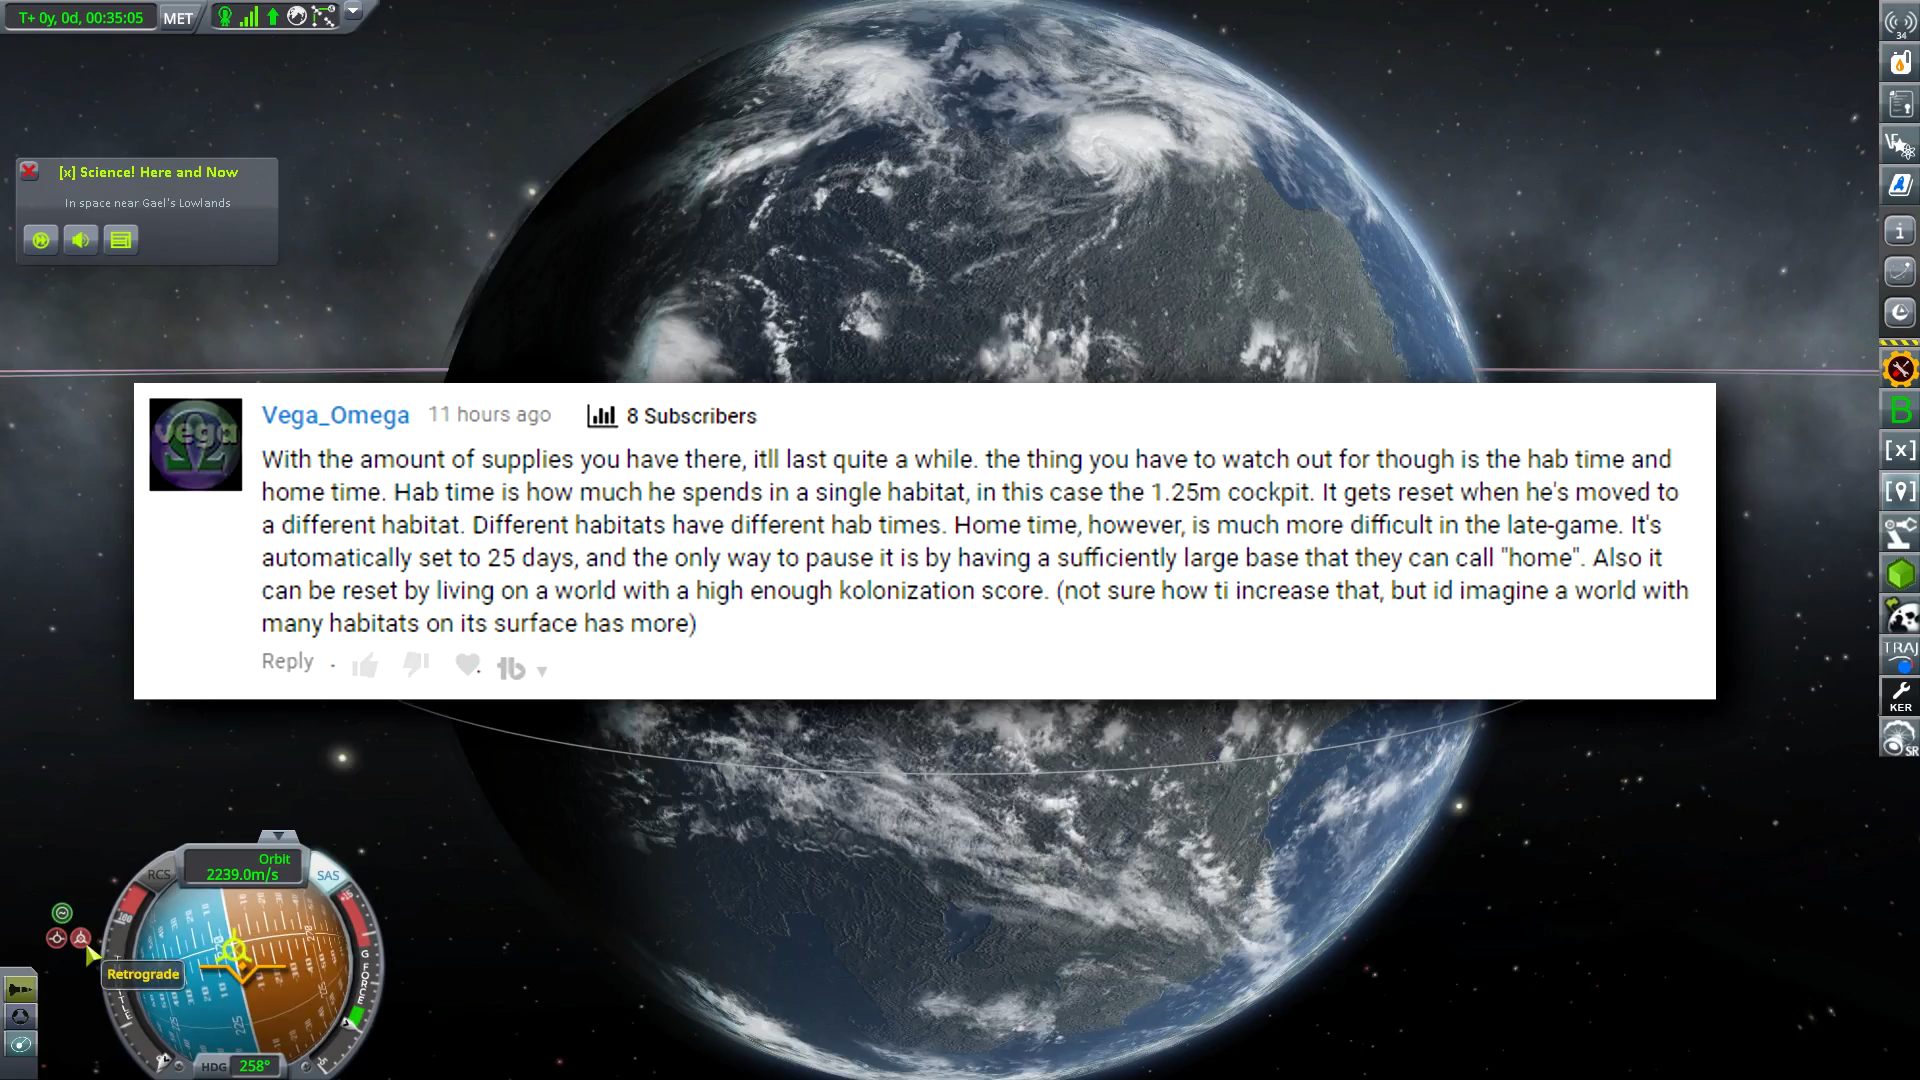 T+ 0y, 0d, 00:35:05 MET
34
[x] Science! Here and Now
In space near Gael's Lowlands
Vega_Omega 11 hours ago 8 Subscribers
vega
With the amount of supplies you have there, itll last quite a while. the thing you have to watch out for though is the hab time and
home time. Hab time is how much he spends in a single habitat, in this case the 1.25m cockpit. It gets reset when he's moved to
a different habitat. Different habitats have different hab times. Home time, however, is much more difficult in the late-game. It's
automatically set to 25 days, and the only way to pause it is by having a sufficiently large base that they can call "home". Also it
can be reset by living on a world with a high enough kolonization score. (not sure how ti increase that, but id imagine a world with
many habitats on its surface has more)
Reply
B
[x]
TRAJ
KER
SR
Orbit
2239.0m/s
RCS
SAS
Retrograde
G FORCE
HDG 258°